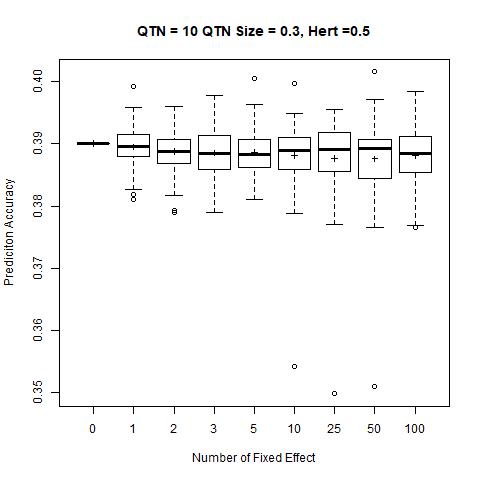 QTN = 10 QTN Size = 0.3, Hert =0.5
Prediciton Accuracy
0.40
0.39
0.38
0.37
0.36
0.35
0 1 2 3 5 10 25 50 100
Number of Fixed Effect